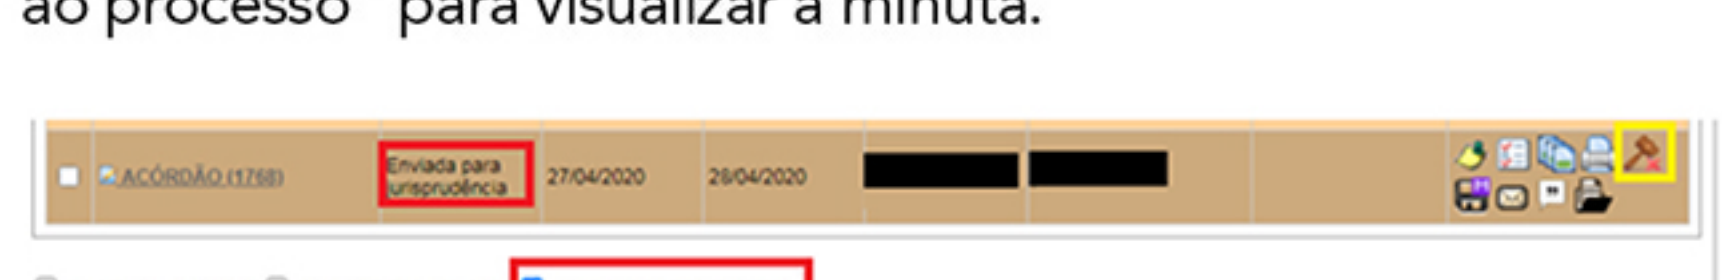 ao processo" para visualizar a minuta.
ACÓRDÃO (1768) Enviada para 27/04/2020 28/04/2020
jurisprudência